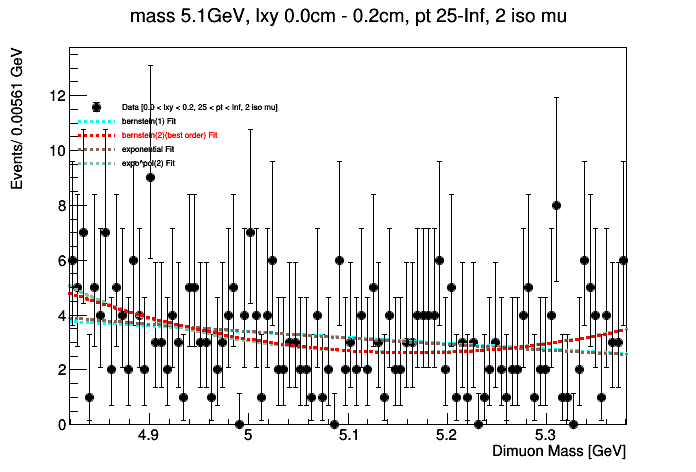 mass 5.1GeV, lxy 0.0cm - 0.2cm, pt 25-Inf, 2 iso mu
Events/ 0.00561 GeV
12
10
8
6
4
2
0
Data [0.0 < lxy < 0.2, 25 < pt < Inf, 2 iso mu]
bernstein(1) Fit
bernstein(2)(best order) Fit
exponential Fit
expo*pol(2) Fit
4.9 5 5.1 5.2 5.3
Dimuon Mass [GeV]